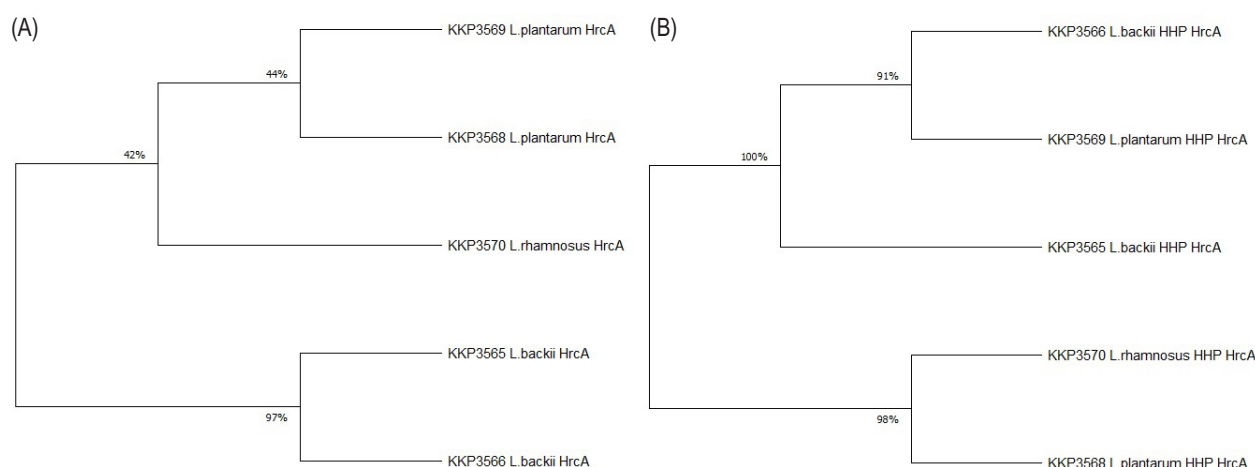 (A)
KKP3569 L.plantarum HrcA
44%
KKP3568 L.plantarum HrcA
42%
KKP3570 L.rhamnosus HrcA
KKP3565 L.backii HrcA
97%
KKP3566 L.backii HrcA
(B)
KKP3566 L.backii HHP HrcA
91%
KKP3569 L.plantarum HHP HrcA
100%
KKP3565 L.backii HHP HrcA
KKP3570 L.rhamnosus HHP HrcA
98%
KKP3568 L.plantarum HHP HrcA